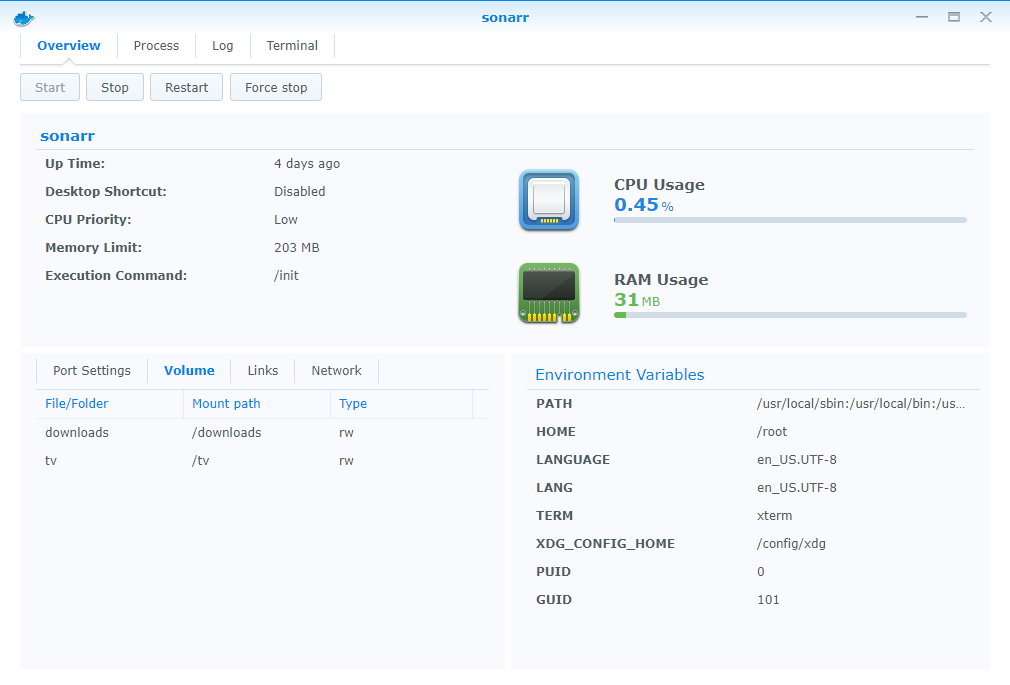 sonarr
Overview Process Log Terminal
Start Stop Restart Force stop
sonarr
Up Time: 4 days ago
Desktop Shortcut: Disabled
CPU Priority: Low
Memory Limit: 203 MB
Execution Command: /init
CPU Usage
0.45 %
RAM Usage
31 MB
Port Settings Volume Links Network
File/Folder Mount path Type
downloads /downloads rw
tv /tv rw
Environment Variables
PATH /usr/local/sbin:/usr/local/bin:/us...
HOME /root
LANGUAGE en_US.UTF-8
LANG en_US.UTF-8
TERM xterm
XDG_CONFIG_HOME /config/xdg
PUID 0
GUID 101